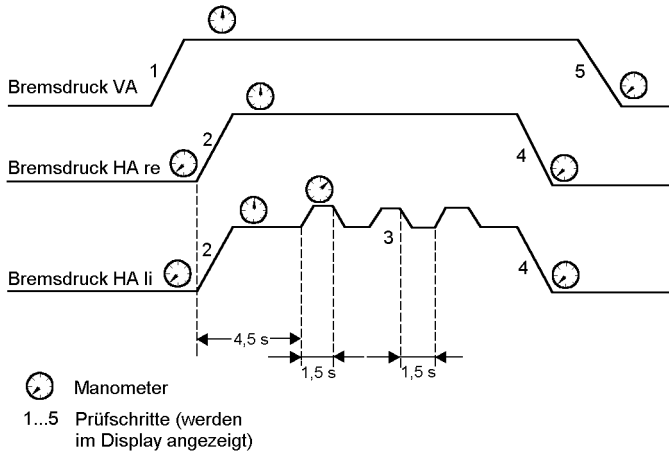 1
Bremsdruck VA
5
2
Bremsdruck HA re
4
3
2
Bremsdruck HA li
4
4,5 s
1,5 s
1,5 s
Manometer
1...5 Prüfschritte (werden
im Display angezeigt)